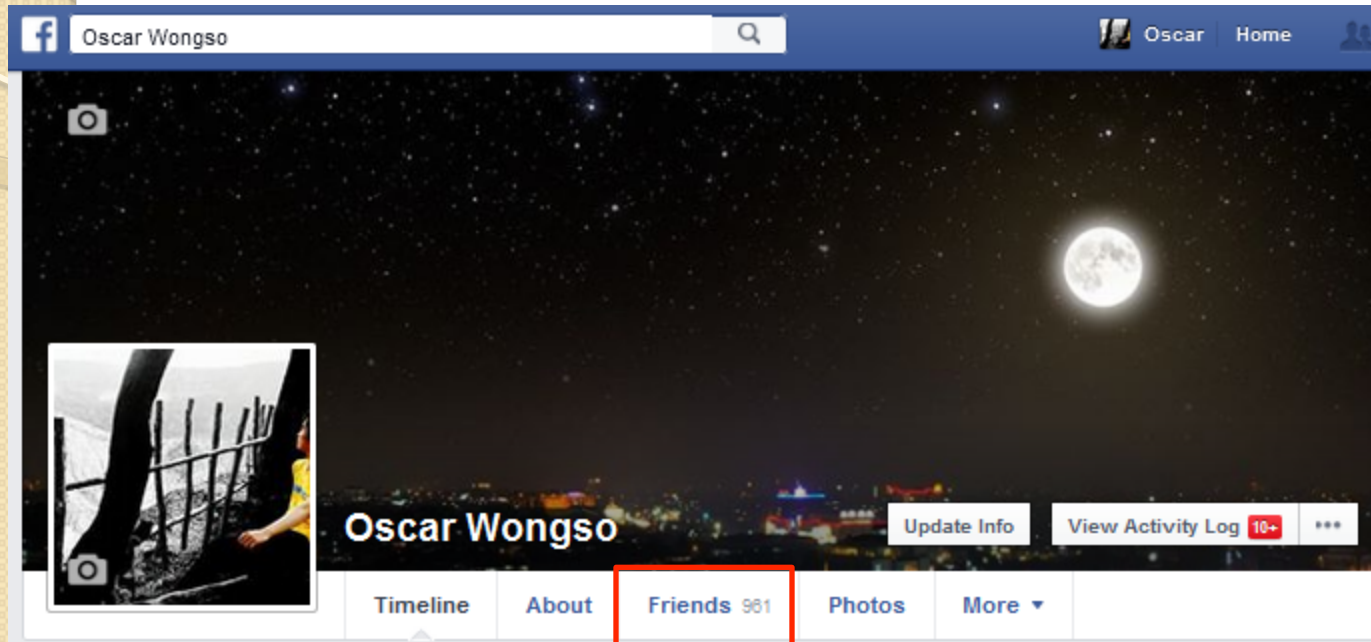 f Oscar Wongso Oscar Home
Oscar Wongso
Update Info View Activity Log 10+
Timeline About Friends 961 Photos More